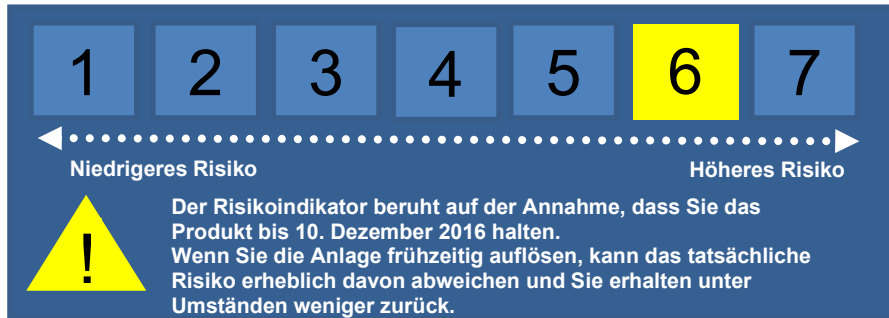 1 2 3 4 5 6 7
Niedrigeres Risiko Höheres Risiko
!
Der Risikoindikator beruht auf der Annahme, dass Sie das
Produkt bis 10. Dezember 2016 halten.
Wenn Sie die Anlage frühzeitig auflösen, kann das tatsächliche
Risiko erheblich davon abweichen und Sie erhalten unter
Umständen weniger zurück.